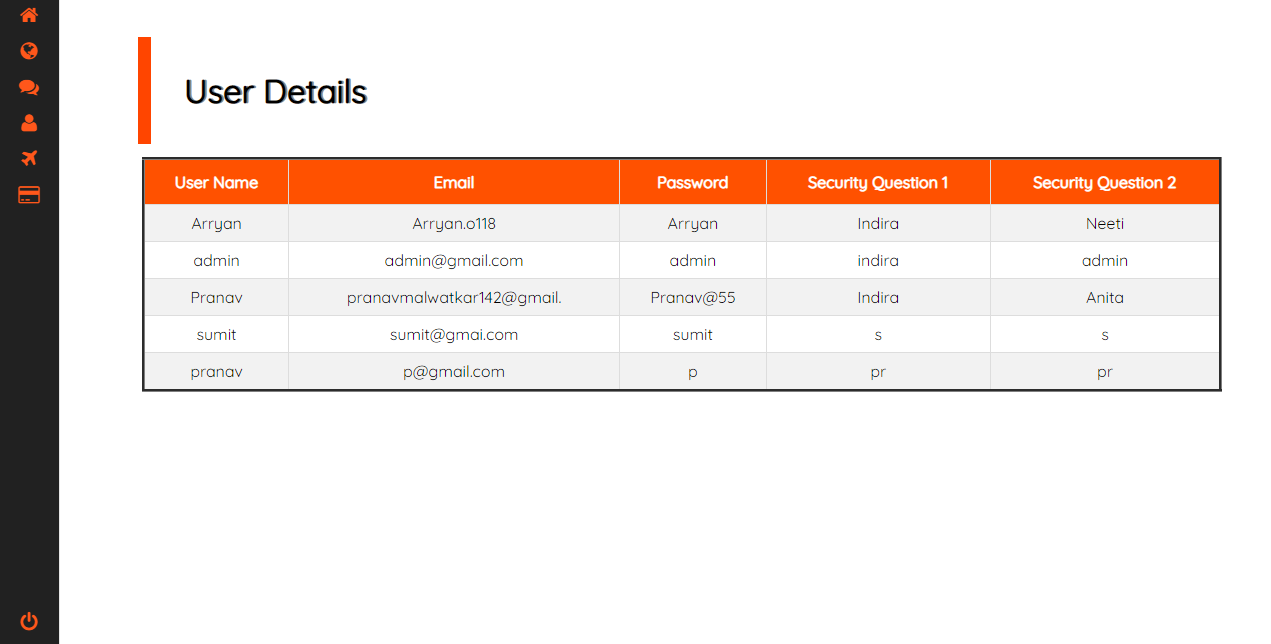 User Details
User Name Email Password Security Question 1 Security Question 2
Arryan Arryan.o118 Arryan Indira Neeti
admin admin@gmail.com admin indira admin
Pranav pranavmalwatkar142@gmail. Pranav@55 Indira Anita
sumit sumit@gmai.com sumit s s
pranav p@gmail.com p pr pr